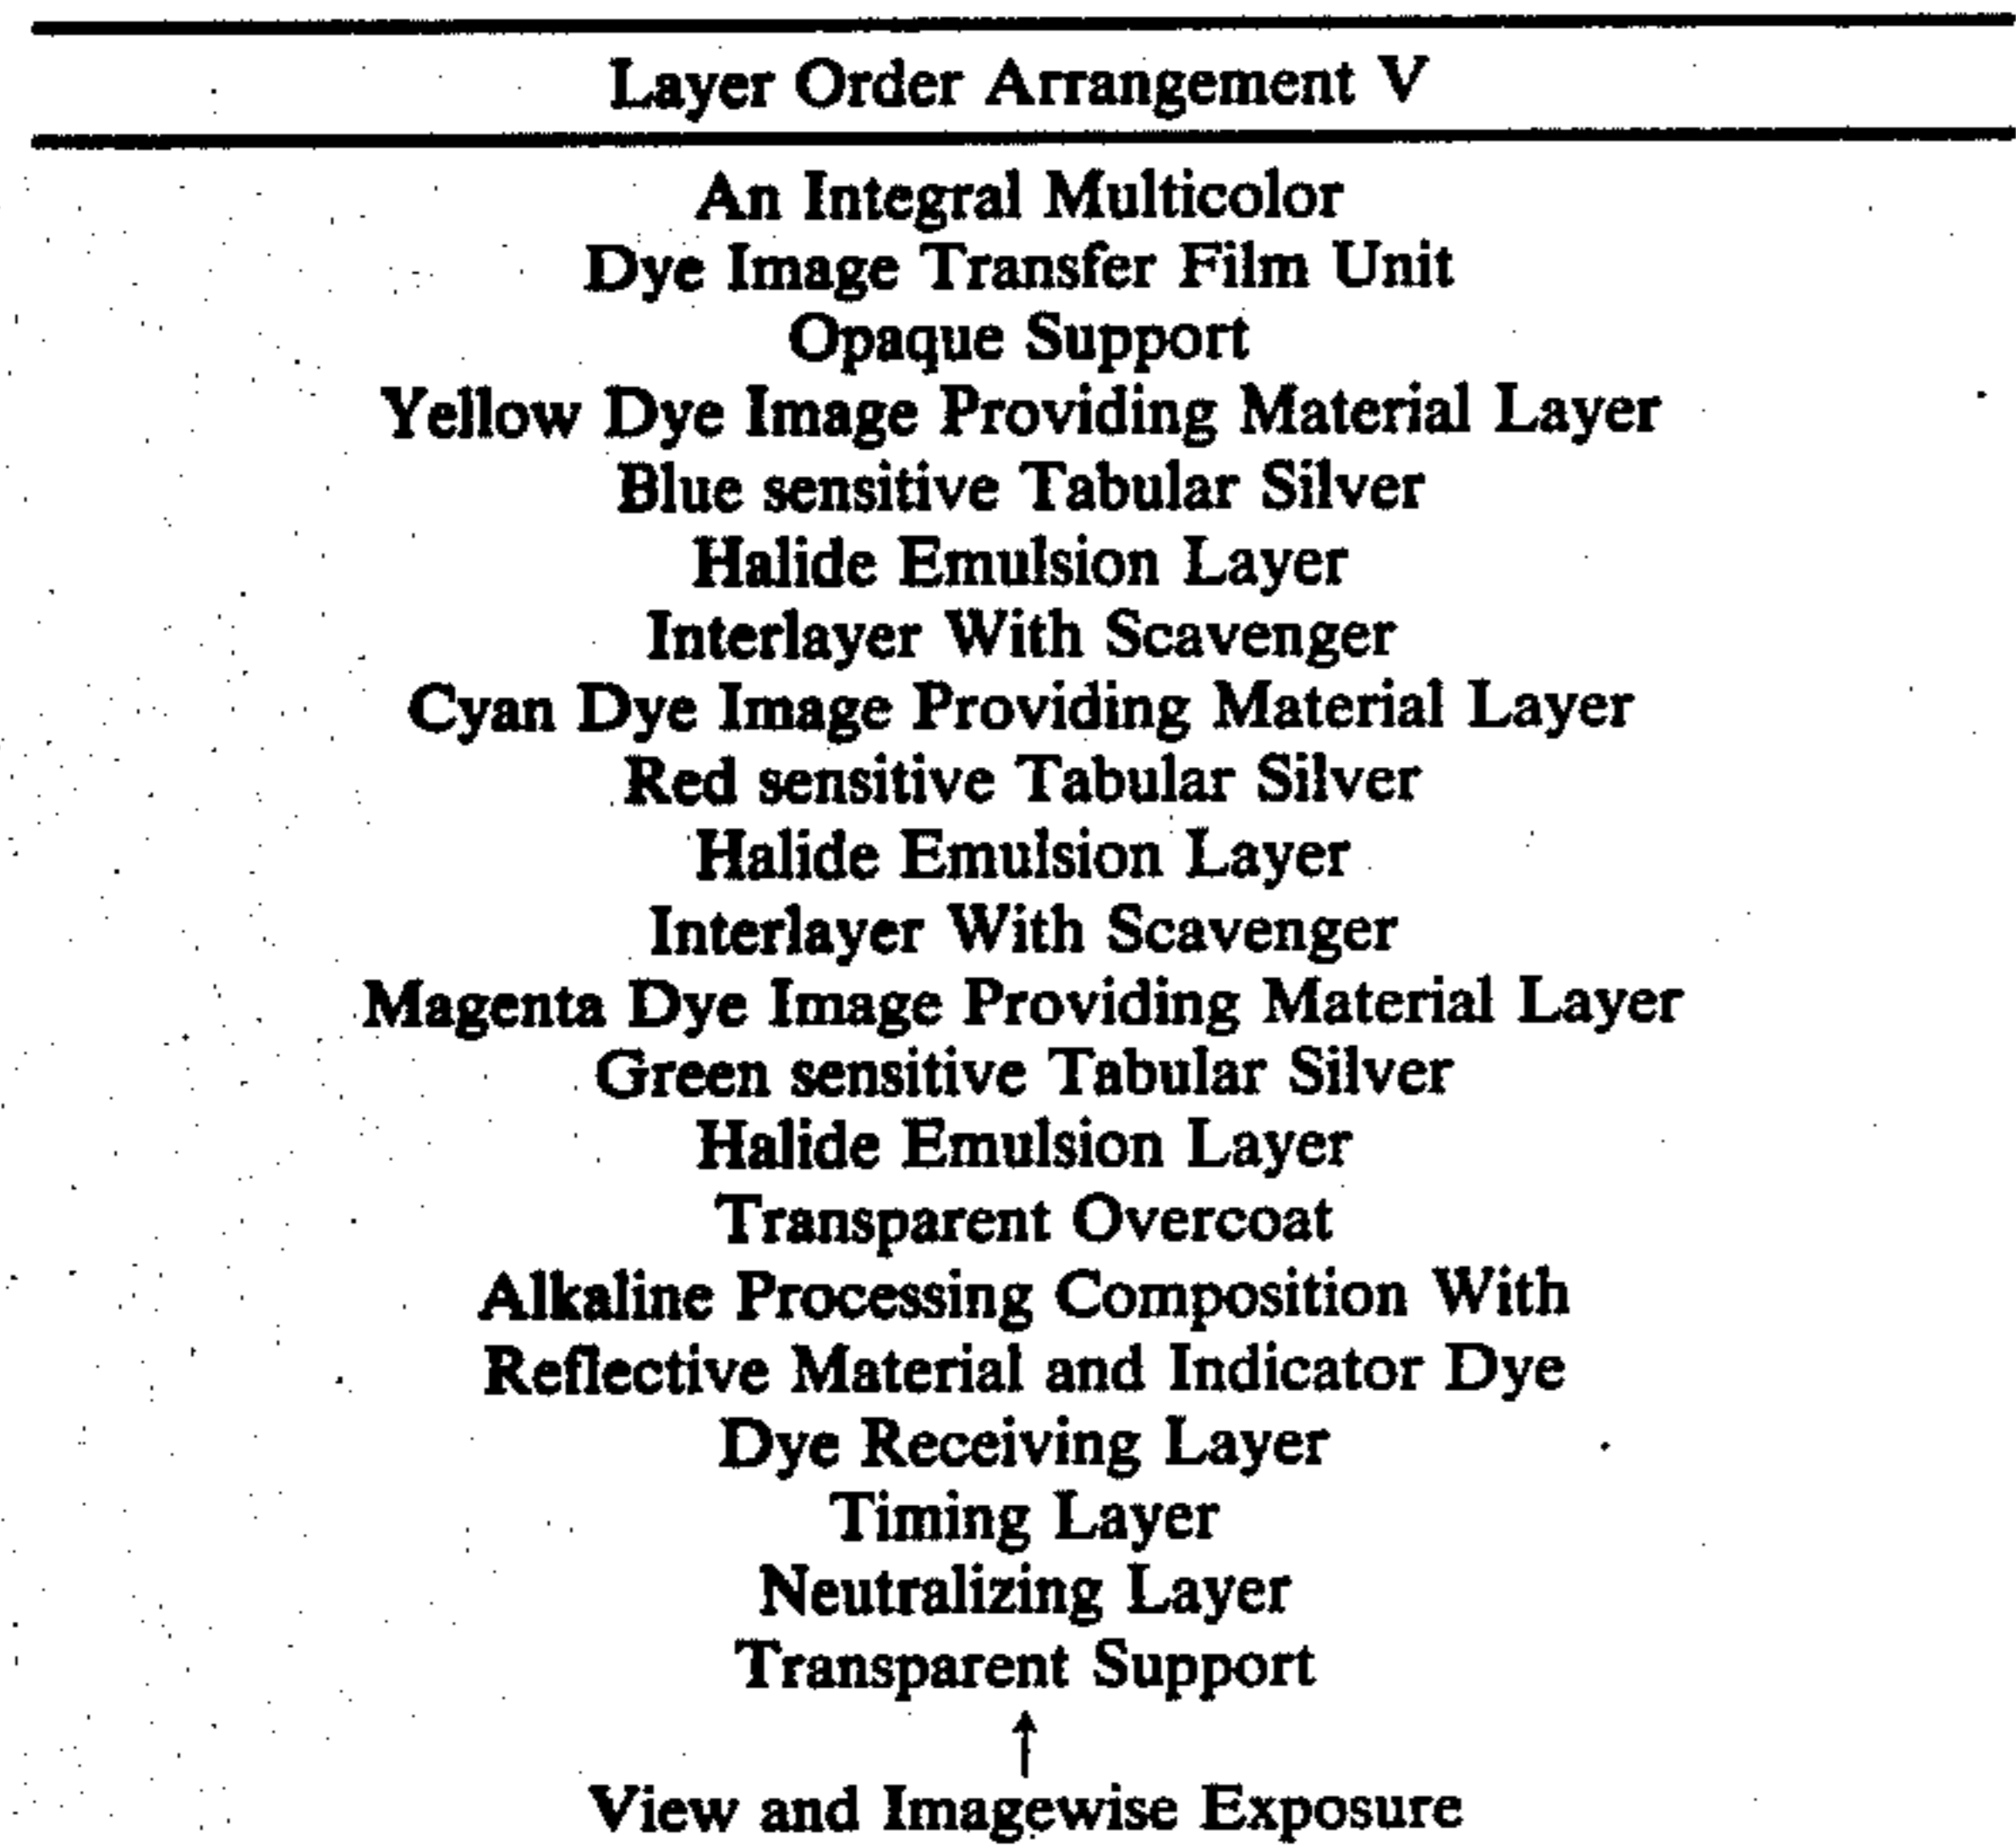 Layer Order Arrangement V
An Integral Multicolor
Dye Image Transfer Film Unit
Opaque Support
Yellow Dye Image Providing Material Layer
Blue sensitive Tabular Silver
Halide Emulsion Layer
Interlayer With Scavenger
Cyan Dye Image Providing Material Layer
Red sensitive Tabular Silver
Halide Emulsion Layer
Interlayer With Scavenger
Magenta Dye Image Providing Material Layer
Green sensitive Tabular Silver
Halide Emulsion Layer
Transparent Overcoat
Alkaline Processing Composition With
Reflective Material and Indicator Dye
Dye Receiving Layer
Timing Layer
Neutralizing Layer
Transparent Support
↑
View and Imagewise Exposure